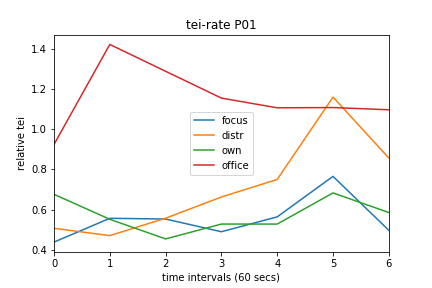 tei-rate P01
relative tei
1.4
1.2
1.0
0.8
0.6
0.4
focus
distr
own
office
0 1 2 3 4 5 6
time intervals (60 secs)